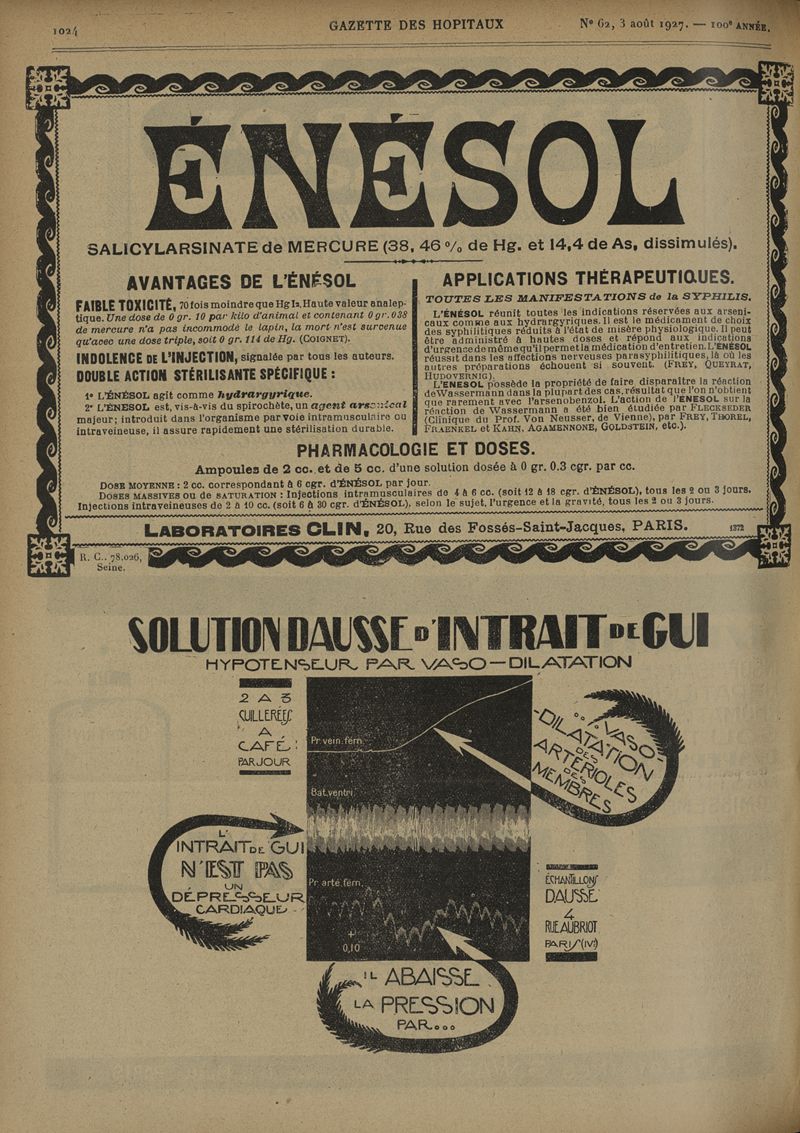 1024
GAZETTE DES HOPITAUX
N° 62, 3 août 1927. — 100e ANNÉE.
ÉNÉSOL
SALICYLARSINATE de MERCURE (38, 46 % de Hg. et 14,4 de As, dissimulés).
AVANTAGES DE L'ÉNÉSOL
FAIBLE TOXICITÉ, 70 fois moindre que Hg I2. Haute valeur analep-
tique. Une dose de 0 gr. 10 par kilo d'animal et contenant 0 gr. 038
de mercure n'a pas incommodé le lapin, la mort n'est survenue
qu'avec une dose triple, soit 0 gr. 114 de Hg. (COIGNET).
INDOLENCE DE L'INJECTION, signalée par tous les auteurs.
DOUBLE ACTION STÉRILISANTE SPÉCIFIQUE :
1° L'ÉNÉSOL agit comme hydrargyrique.
2° L'ÉNESOL est, vis-à-vis du spirochète, un agent arsenical
majeur; introduit dans l'organisme par voie intramusculaire ou
intraveineuse, il assure rapidement une stérilisation durable.
APPLICATIONS THÉRAPEUTIQUES.
TOUTES LES MANIFESTATIONS de la SYPHILIS.
L'ÉNÉSOL réunit toutes les indications réservées aux arseni-
caux comme aux hydrargyriques. Il est le médicament de choix
des syphilitiques réduits à l'état de misère physiologique. Il peut
être administré à hautes doses et répond aux indications
d'urgence de même qu'il permet la médication d'entretien. L'ENÉSOL
réussit dans les affections nerveuses parasyphilitiques, là où les
autres préparations échouent si souvent. (FREY, QUEYRAT,
HUDOVERNIG).
L'ENESOL possède la propriété de faire disparaître la réaction
de Wassermann dans la plupart des cas, résultat que l'on n'obtient
que rarement avec l'arsenobenzol. L'action de l'ENESOL sur la
réaction de Wassermann a été bien étudiée par FLECKSEDER
(Clinique du Prof. Von Neusser, de Vienne), par FREY, THOREL,
FRAENKEL et KAHN, AGAMENNONE, GOLDSTEIN, etc.).
PHARMACOLOGIE ET DOSES.
Ampoules de 2 cc. et de 5 cc. d'une solution dosée à 0 gr. 0.3 cgr. par cc.
DOSE MOYENNE : 2 cc. correspondant à 6 cgr. d'ÉNÉSOL par jour.
DOSES MASSIVES ou de SATURATION : Injections intramusculaires de 4 à 6 cc. (soit 12 à 18 cgr. d'ÉNÉSOL), tous les 2 ou 3 jours.
Injections intraveineuses de 2 à 10 cc. (soit 6 à 30 cgr. d'ÉNÉSOL), selon le sujet, l'urgence et la gravité, tous les 2 ou 3 jours.
LABORATOIRES CLIN, 20, Rue des Fossés-Saint-Jacques, PARIS.
1372
R. C.. 78.026,
Seine.
SOLUTION DAUSSE D'INTRAIT DE GUI
HYPOTENSEUR PAR VASO-DILATATION
2 A 3
CUILLERÉES
A
CAFÉ
PAR JOUR
Pr. vein. fém.
.. A VASO-
-DILATATION
DES
ARTÉRIOLES
DES
MEMBRES
Bat. ventri.
L'
INTRAIT DE GUI
N'EST PAS
UN
DÉPRESSEUR
CARDIAQUE
Pr arté. fém.
0,10
ÉCHANTILLONS
DAUSSE
4
RUE AUBRIOT
PARIS (IVe)
IL ABAISSE
LA PRESSION
PAR...